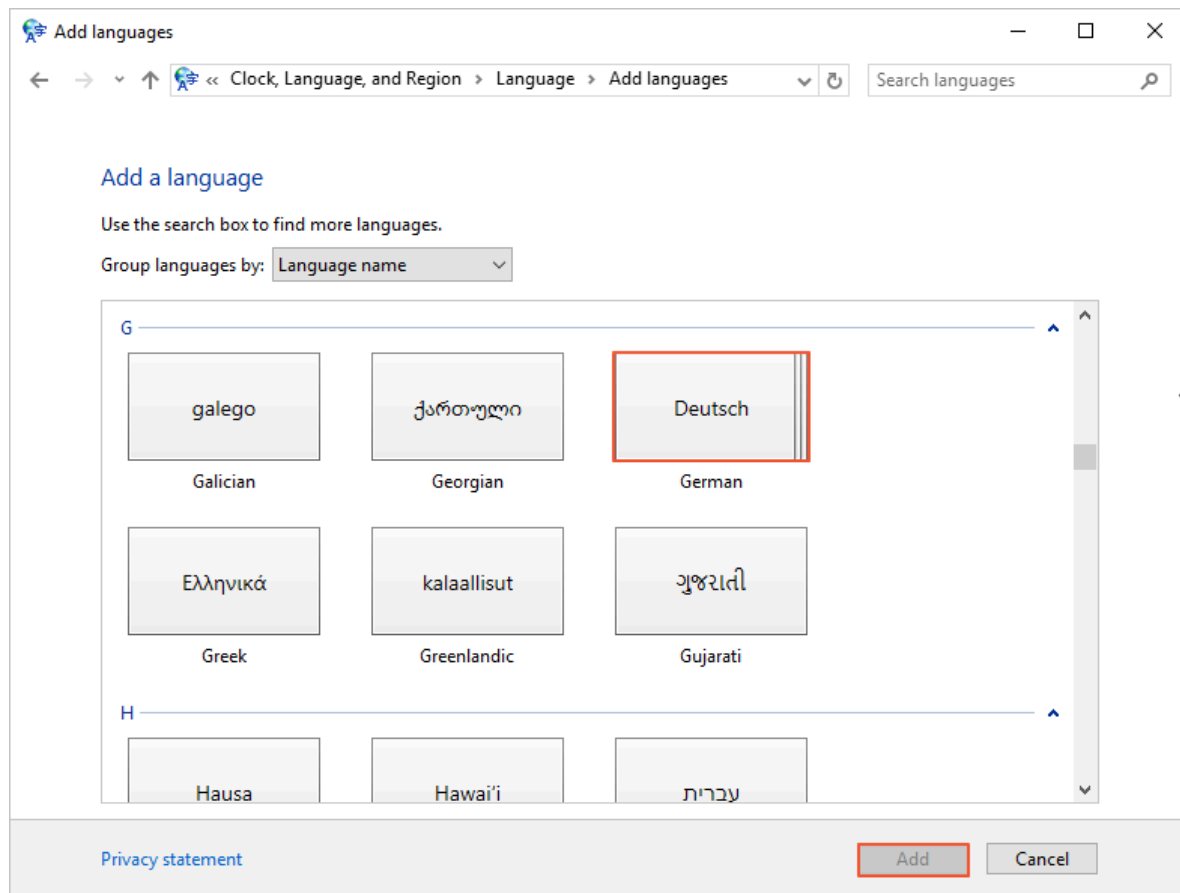 Add languages
« Clock, Language, and Region > Language > Add languages
Search languages
Add a language
Use the search box to find more languages.
Group languages by: Language name
G
galego
ქართული
Deutsch
Galician
Georgian
German
Ελληνικά
kalaallisut
ગુજરાતી
Greek
Greenlandic
Gujarati
H
Hausa
Hawaiʻi
עברית
Privacy statement
Add
Cancel